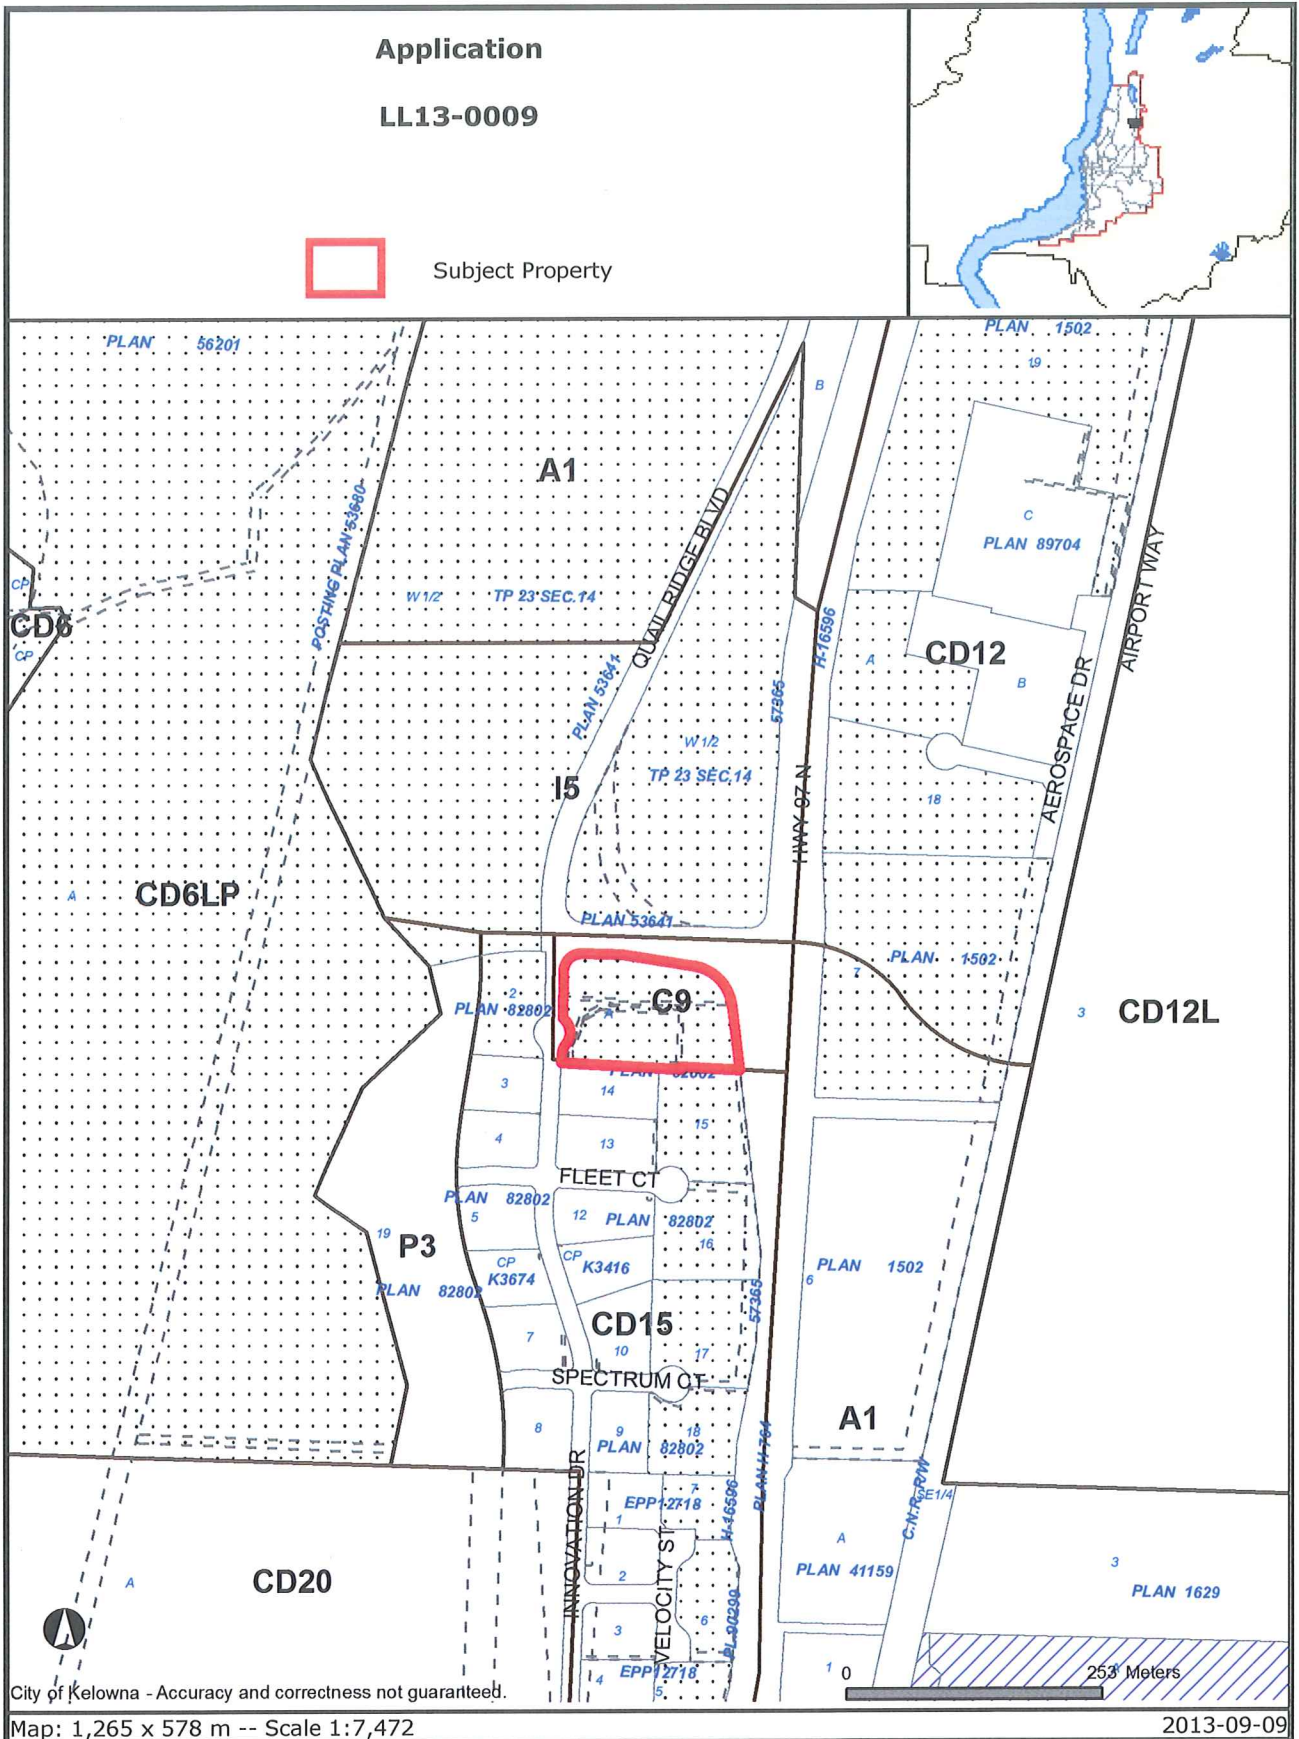 Application
LL13-0009
Subject Property
PLAN 56201
PLAN 1502
19
B
A1
POSTING PLAN 53680
QUAIL RIDGE BLVD
C
PLAN 89704
AIRPORT WAY
CP
CD6
CP
W 1/2 TP 23 SEC.14
H-16596
PLAN 53641
57365
A
CD12
B
AEROSPACE DR
W 1/2
TP 23 SEC,14
I5
HWY 97 N
18
A
CD6LP
PLAN 53641
PLAN 1502
7
2
PLAN 82802
C9
A
3
CD12L
PLAN 82802
3
14
15
4
13
FLEET CT
PLAN 82802
5
12
PLAN 82802
16
19
P3
CP
K3674
CP
K3416
PLAN 82802
6
PLAN 1502
57365
CD15
7
10
17
SPECTRUM CT
8
9
18
PLAN 82802
A1
PLAN H-764
INNOVATION DR
7
EPP12718
1
H-16596
C.N.R. R/W
SE1/4
VELOCITY ST
A
PLAN 41159
A
CD20
2
3
PLAN 1629
3
6
PL.90299
4
EPP12718
5
1
A
0
253 Meters
City of Kelowna - Accuracy and correctness not guaranteed.
Map: 1,265 x 578 m -- Scale 1:7,472
2013-09-09